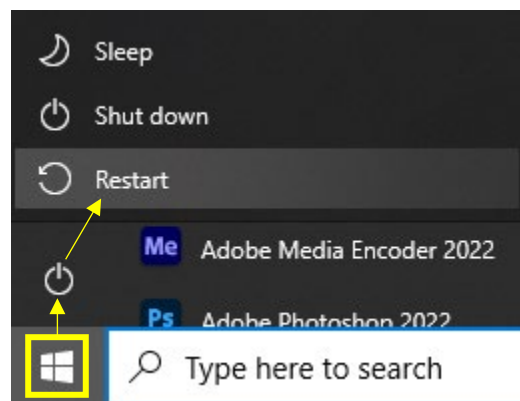 Sleep
Shut down
Restart
Me Adobe Media Encoder 2022
Ps Adobe Photoshop 2022
Type here to search